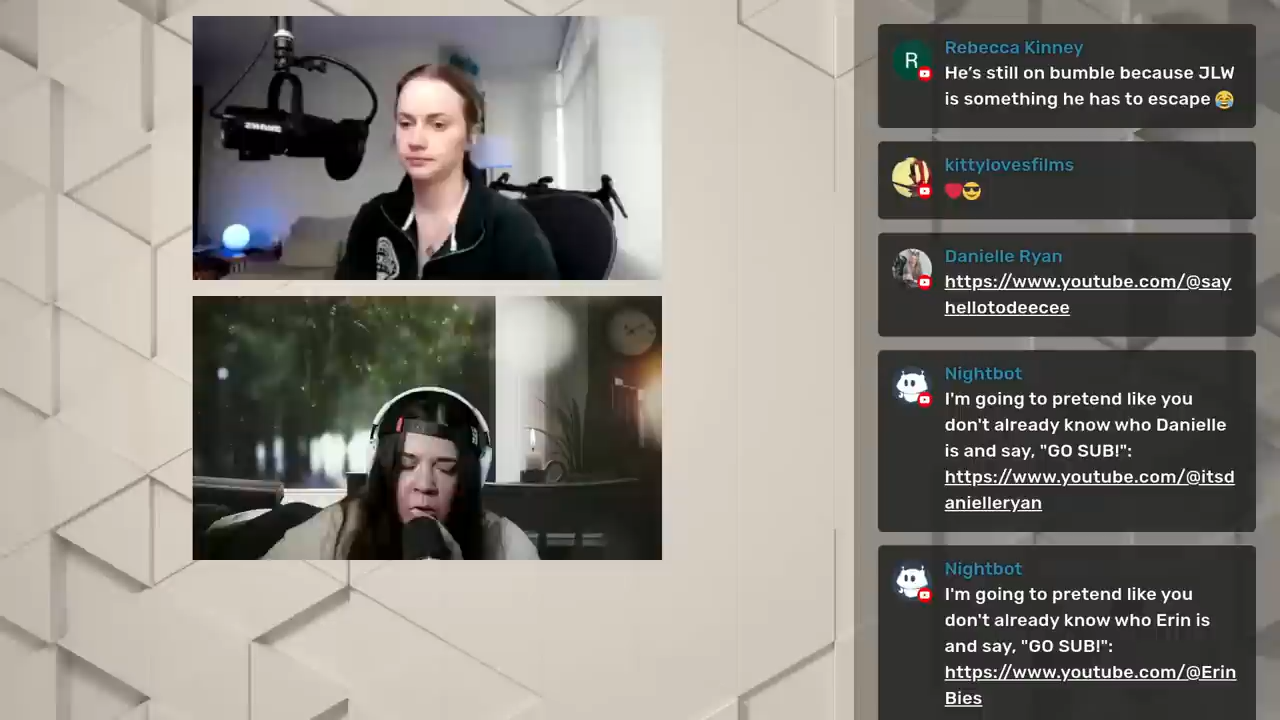 Rebecca Kinney
He's still on bumble because JLW
is something he has to escape 😂
kittylovesfilms
❤️😎
Danielle Ryan
https://www.youtube.com/@say
hellotodeecee
Nightbot
I'm going to pretend like you
don't already know who Danielle
is and say, "GO SUB!":
https://www.youtube.com/@itsd
anielleryan
Nightbot
I'm going to pretend like you
don't already know who Erin is
and say, "GO SUB!":
https://www.youtube.com/@Erin
Bies
R